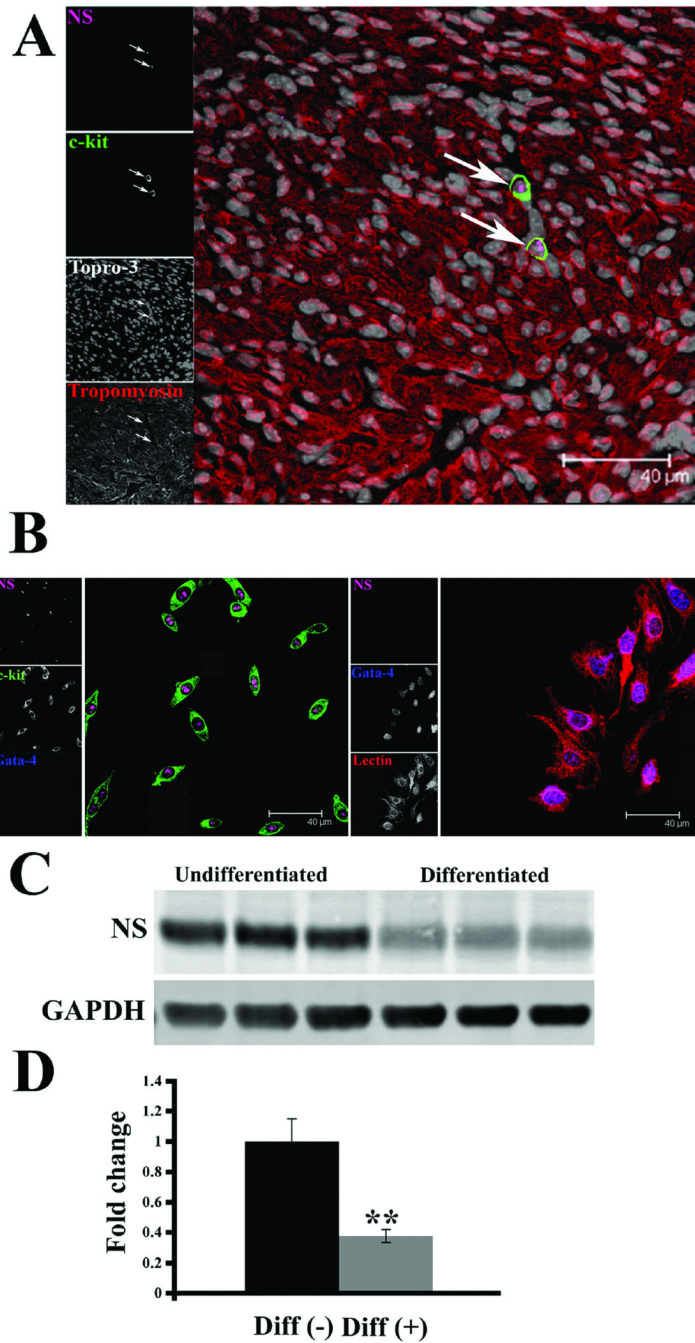 A
NS
c-kit
Topro-3
Tropomyosin
40 µm
B
NS
c-kit
Gata-4
40 µm
NS
Gata-4
Lectin
40 µm
C
Undifferentiated Differentiated
NS
GAPDH
D
Fold change
1.4
1.2
1
0.8
0.6
0.4
0.2
0
**
Diff (-) Diff (+)